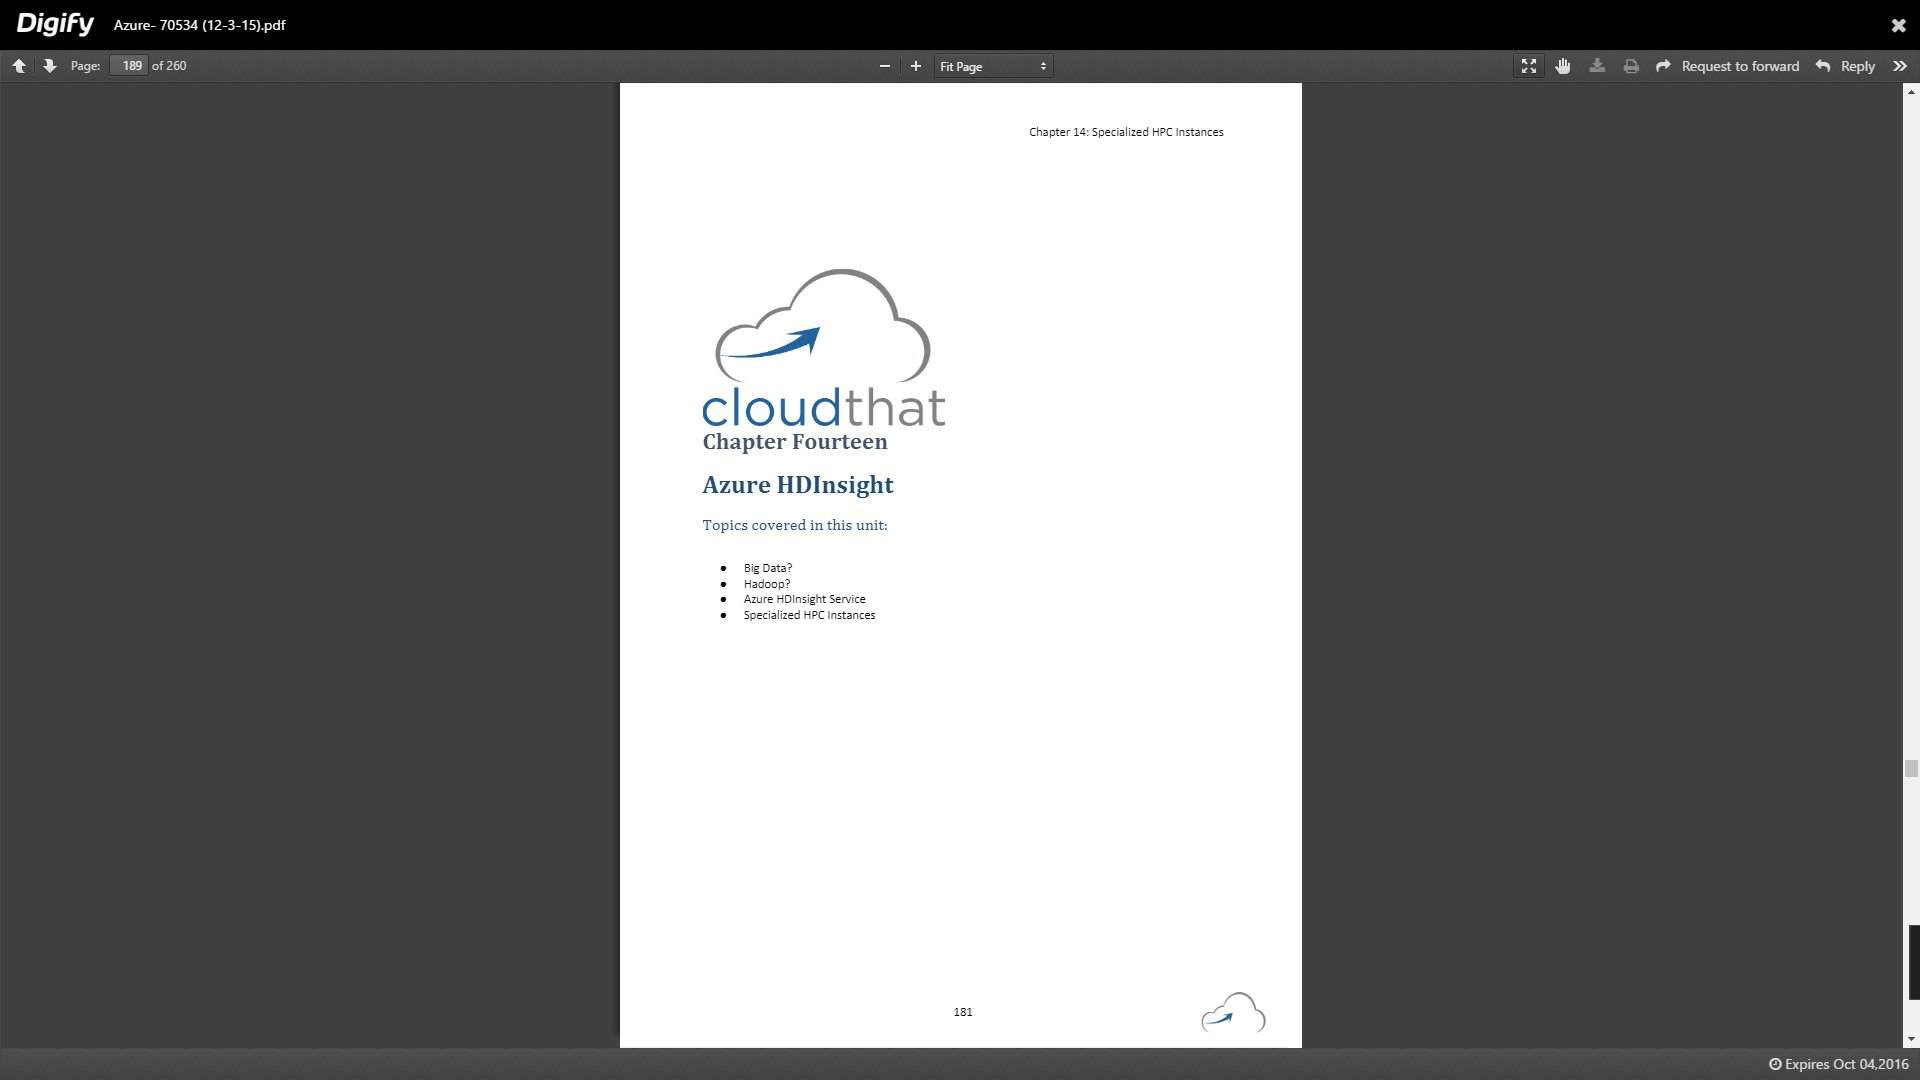 Digify Azure- 70534 (12-3-15).pdf
Page: 189 of 260 Fit Page Request to forward Reply
Chapter 14: Specialized HPC Instances
cloudthat
Chapter Fourteen
Azure HDInsight
Topics covered in this unit:
● Big Data?
● Hadoop?
● Azure HDInsight Service
● Specialized HPC Instances
181
Expires Oct 04,2016